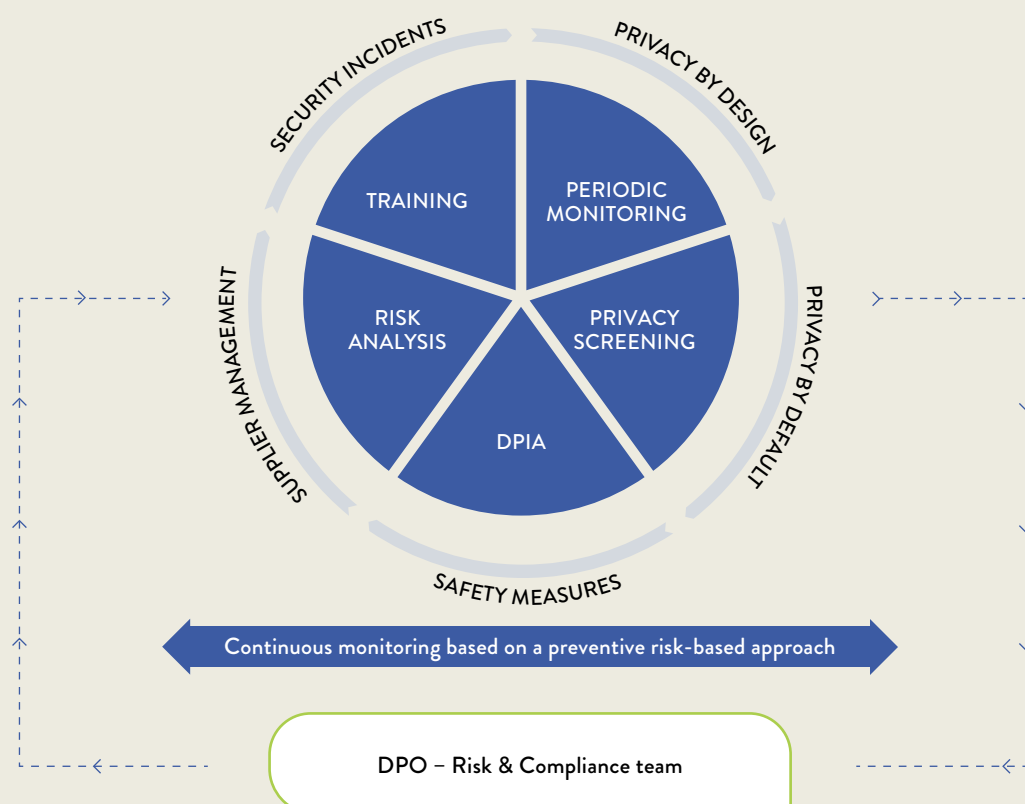 SECURITY INCIDENTS
PRIVACY BY DESIGN
TRAINING
PERIODIC
MONITORING
SUPPLIER MANAGEMENT
RISK
ANALYSIS
PRIVACY
SCREENING
PRIVACY BY DEFAULT
DPIA
SAFETY MEASURES
Continuous monitoring based on a preventive risk-based approach
DPO – Risk & Compliance team